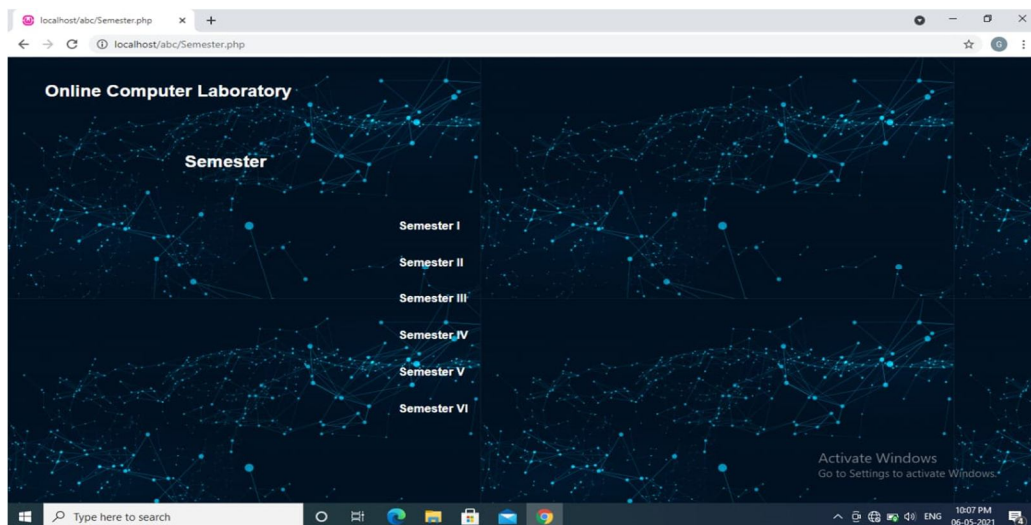 localhost/abc/Semester.php
localhost/abc/Semester.php
G
Online Computer Laboratory
Semester
Semester I
Semester II
Semester III
Semester IV
Semester V
Semester VI
Activate Windows
Go to Settings to activate Windows.
Type here to search
ENG
10:07 PM
06-05-2021